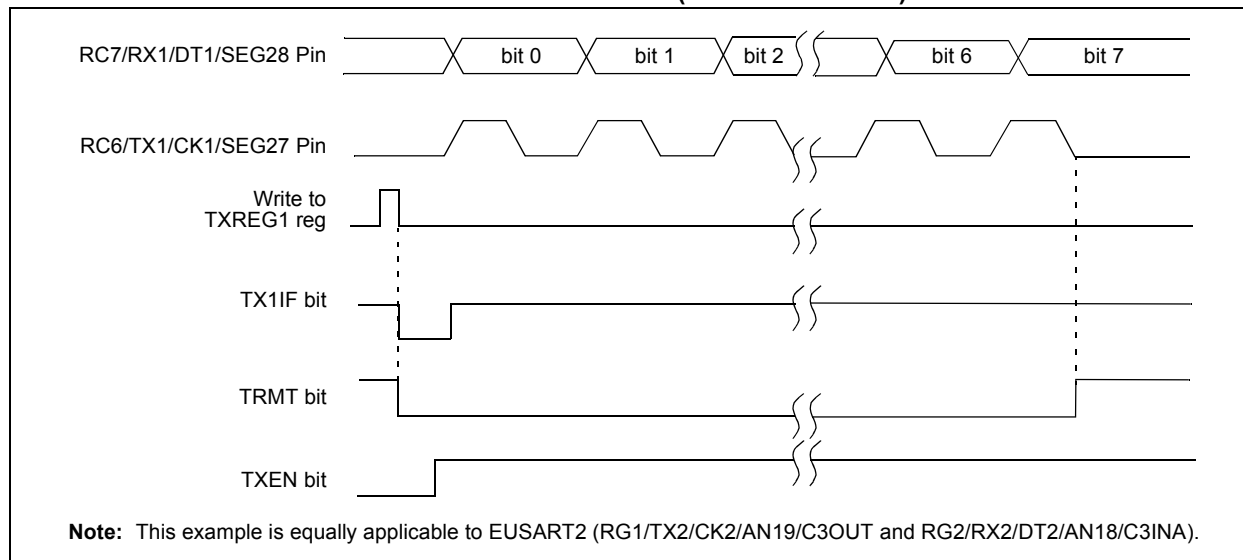 RC7/RX1/DT1/SEG28 Pin
bit 0 bit 1 bit 2 bit 6 bit 7
RC6/TX1/CK1/SEG27 Pin
Write to
TXREG1 reg
TX1IF bit
TRMT bit
TXEN bit
Note: This example is equally applicable to EUSART2 (RG1/TX2/CK2/AN19/C3OUT and RG2/RX2/DT2/AN18/C3INA).